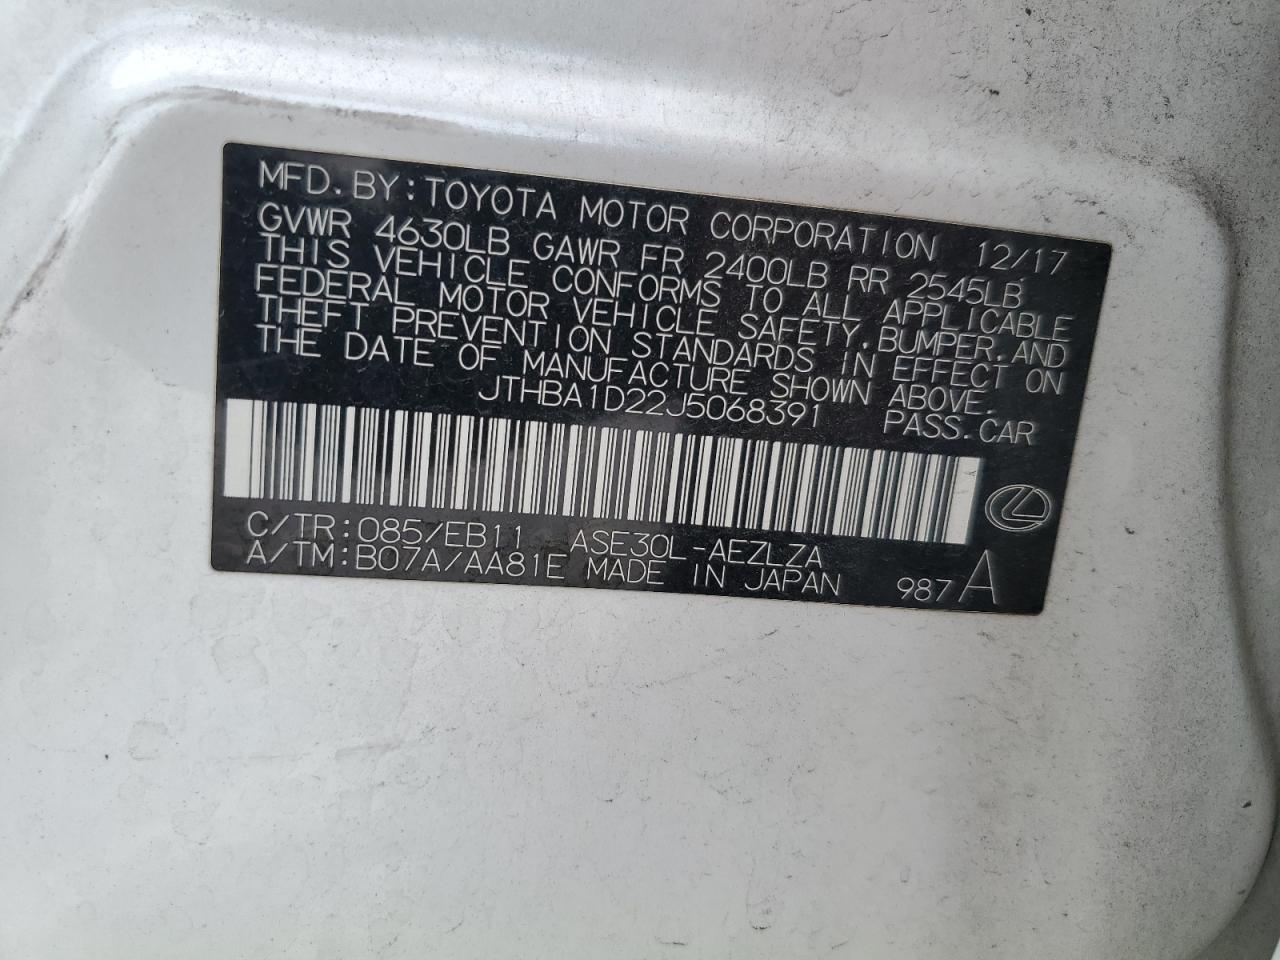 MFD.BY:TOYOTA MOTOR CORPORATION 12/17
GVWR 4630LB GAWR FR 2400LB RR 2545LB
THIS VEHICLE CONFORMS TO ALL APPLICABLE
FEDERAL MOTOR VEHICLE SAFETY,BUMPER,AND
THEFT PREVENTION STANDARDS IN EFFECT ON
THE DATE OF MANUFACTURE SHOWN ABOVE.
JTHBA1D22J5068391 PASS.CAR
C/TR:085/EB11 ASE30L-AEZLZA
A/TM:B07A/AA81E MADE IN JAPAN 987A